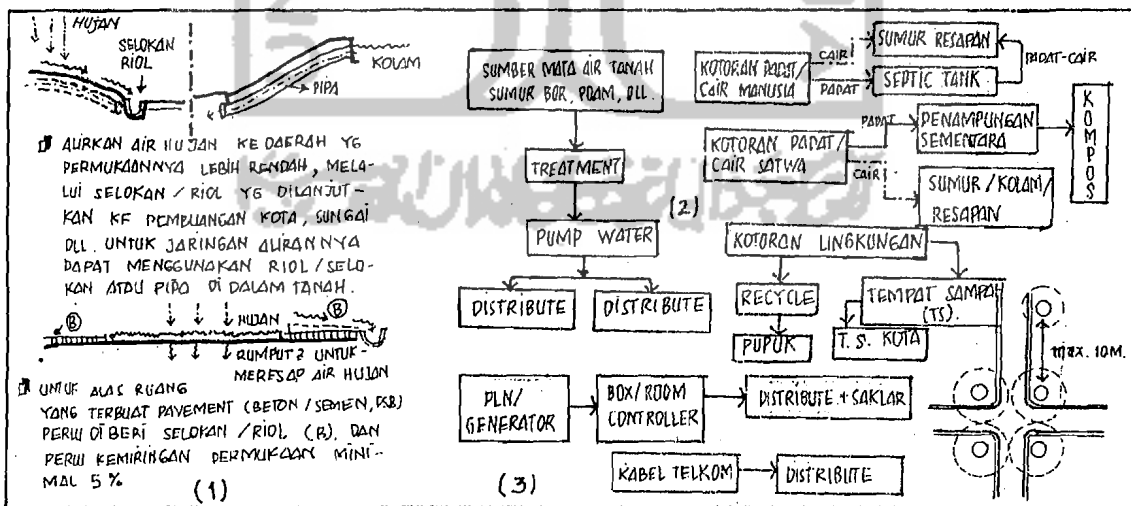 HUJAN
SELOKAN
RIOL
KOLAM
PIPA
ALIRKAN AIR HUJAN KE DAERAH YG
PERMUKAANNYA LEBIH RENDAH, MELA-
LUI SELOKAN / RIOL YG DILANJUT-
KAN KE PEMBUANGAN KOTA, SUNGAI
DLL. UNTUK JARINGAN ALIRANNYA
DAPAT MENGGUNAKAN RIOL / SELO-
KAN ATAU PIPA DI DALAM TANAH.
(B)
HUJAN
(B)
RUMPUT2 UNTUK-
MERESAP AIR HUJAN
UNTUK ALAS RUANG
YANG TERBUAT PAVEMENT (BETON / SEMEN, DSB)
PERLU DI BERI SELOKAN / RIOL (B), DAN
PERLU KEMIRINGAN PERMUKAAN MINI-
MAL 5 %
(1)
SUMBER MATA AIR TANAH
SUMUR BOR, PDAM, DLL.
TREATMENT
PUMP WATER
DISTRIBUTE
DISTRIBUTE
KOTORAN PADAT/
CAIR MANUSIA
CAIR
PADAT
SUMUR RESAPAN
SEPTIC TANK
PADAT-CAIR
KOTORAN PADAT/
CAIR SATWA
PADAT
CAIR
PENAMPUNGAN
SEMENTARA
KOMPOS
SUMUR / KOLAM /
RESAPAN
(2)
KOTORAN LINGKUNGAN
RECYCLE
PUPUK
TEMPAT SAMPAH
(TS).
T. S. KOTA
max. 10M.
PLN/
GENERATOR
BOX/ROOM
CONTROLLER
DISTRIBUTE + SAKLAR
KABEL TELKOM
DISTRIBUTE
(3)